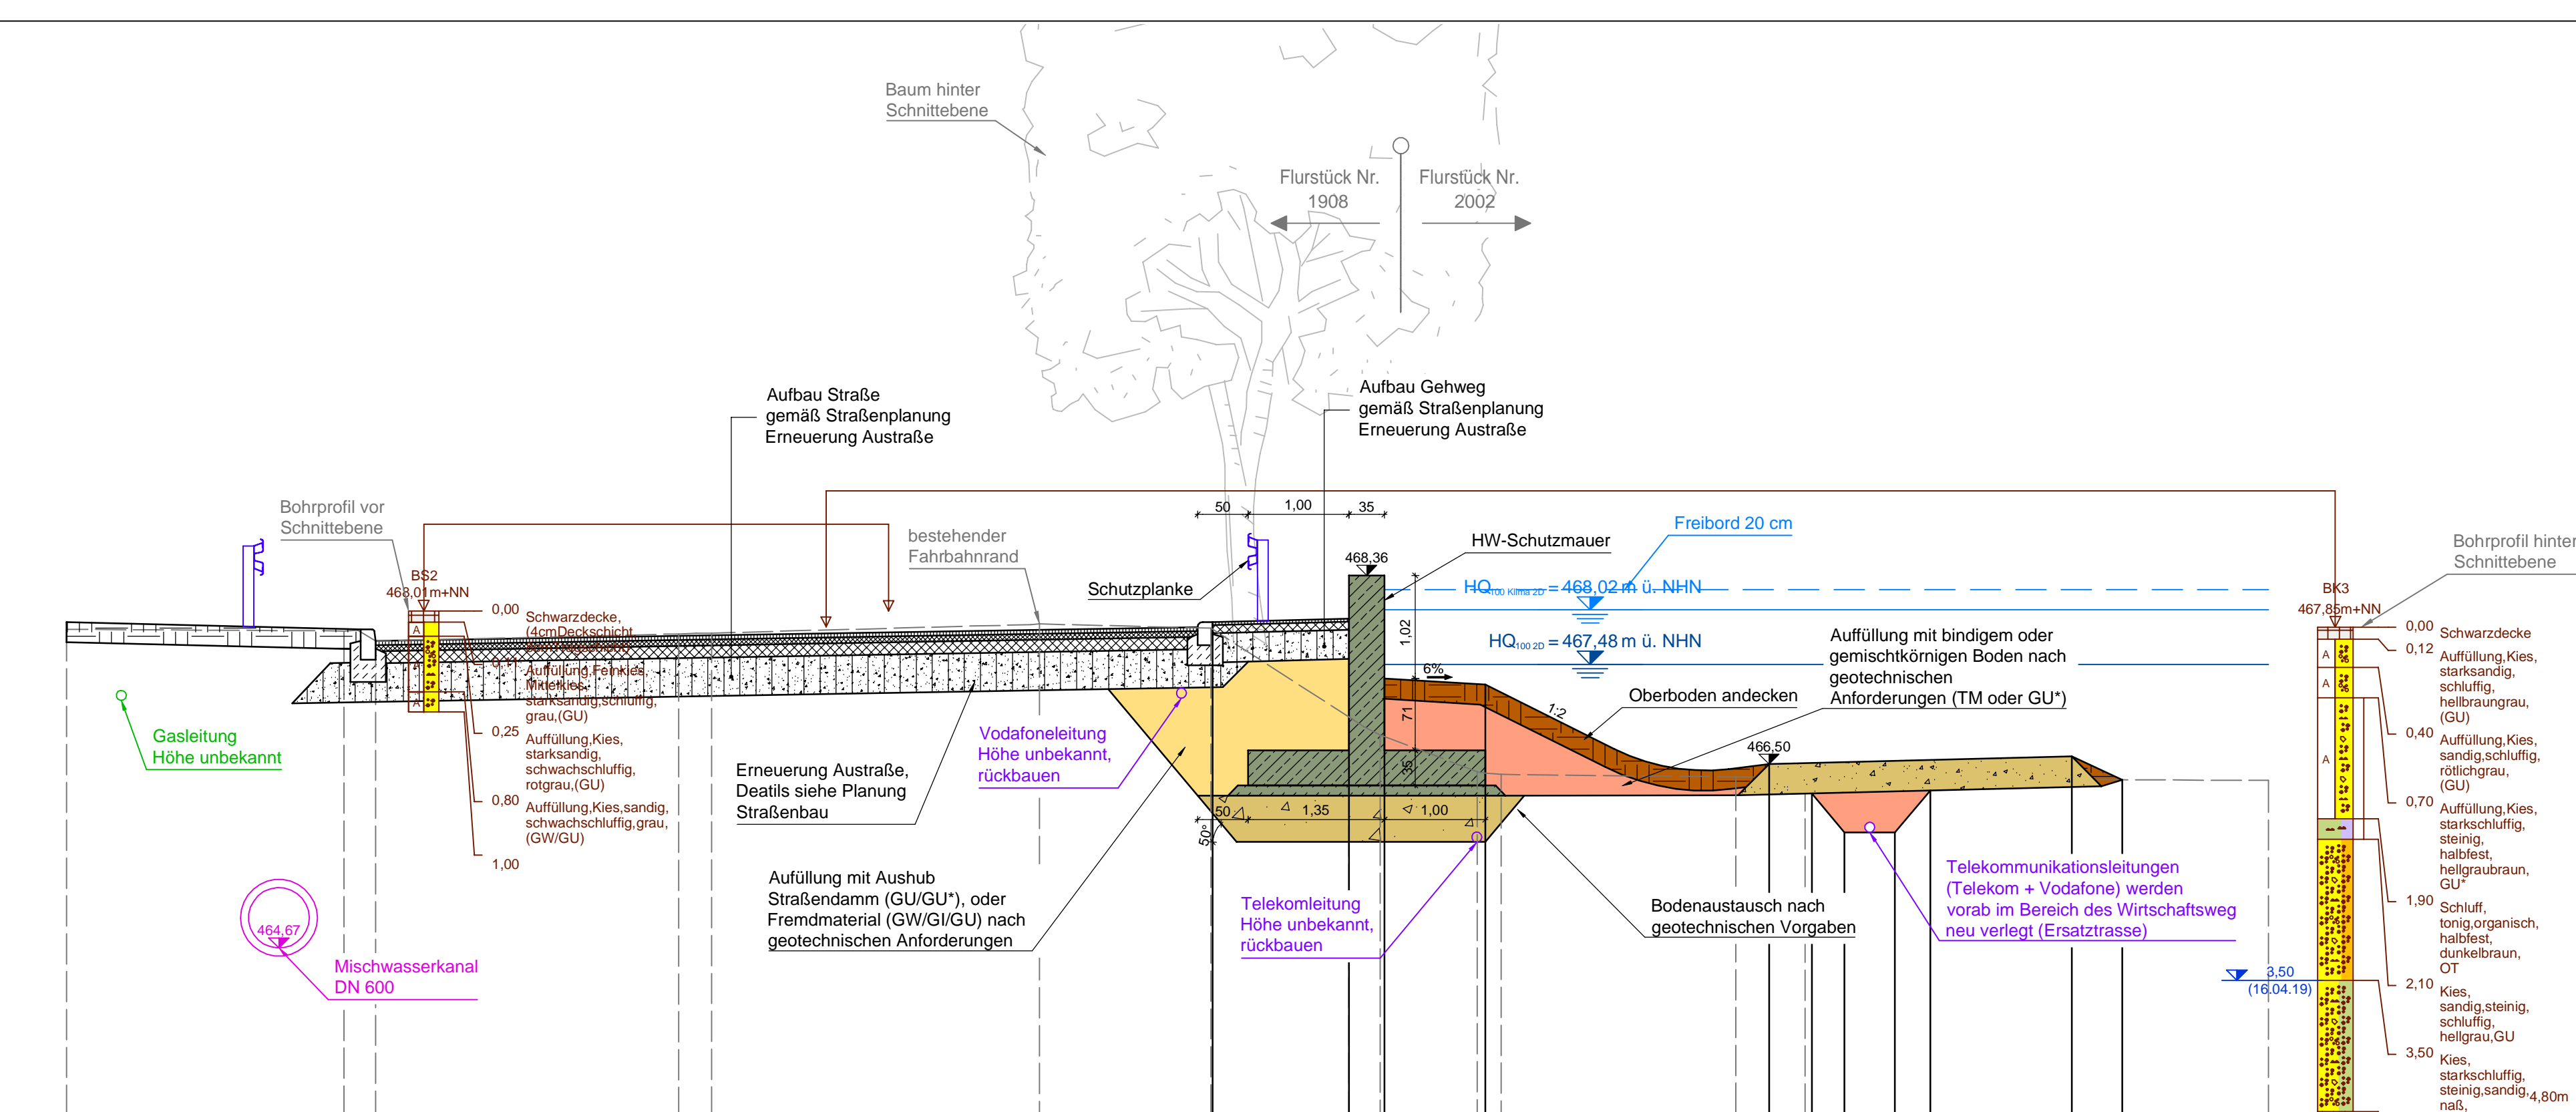 Baum hinter
Schnittebene
Flurstück Nr.
1908
Flurstück Nr.
2002
Aufbau Straße
gemäß Straßenplanung
Erneuerung Austraße
Aufbau Gehweg
gemäß Straßenplanung
Erneuerung Austraße
Bohrprofil vor
Schnittebene
bestehender
Fahrbahnrand
50
1,00
35
Freibord 20 cm
HW-Schutzmauer
Bohrprofil hinter
Schnittebene
468,36
Schutzplanke
HQ100 Klima 2D = 468,02 m ü. NHN
HQ100 2D = 467,48 m ü. NHN
BS2
468,01m+NN
0,00
Schwarzdecke,
(4cmDeckschicht
Auffüllung,Feinkies,
Mittelkies,
starksandig,schluffig,
grau,(GU)
0,25
Auffüllung,Kies,
starksandig,
schwachschluffig,
rotgrau,(GU)
0,80
Auffüllung,Kies,sandig,
schwachschluffig,grau,
(GW/GU)
1,00
A
A
A
1,02
71
35
6%
1:2
Auffüllung mit bindigem oder
gemischtkörnigen Boden nach
geotechnischen
Anforderungen (TM oder GU*)
Oberboden andecken
466,50
Gasleitung
Höhe unbekannt
Vodafoneleitung
Höhe unbekannt,
rückbauen
Erneuerung Austraße,
Deatils siehe Planung
Straßenbau
50
1,35
1,00
50°
Aufüllung mit Aushub
Straßendamm (GU/GU*), oder
Fremdmaterial (GW/GI/GU) nach
geotechnischen Anforderungen
Telekomleitung
Höhe unbekannt,
rückbauen
Bodenaustausch nach
geotechnischen Vorgaben
Telekommunikationsleitungen
(Telekom + Vodafone) werden
vorab im Bereich des Wirtschaftsweg
neu verlegt (Ersatztrasse)
464,67
Mischwasserkanal
DN 600
BK3
467,85m+NN
A
A
A
0,00
Schwarzdecke
0,12
Auffüllung,Kies,
starksandig,
schluffig,
hellbraungrau,
(GU)
0,40
Auffüllung,Kies,
sandig,schluffig,
rötlichgrau,
(GU)
0,70
Auffüllung,Kies,
starkschluffig,
steinig,
halbfest,
hellgraubraun,
GU*
1,90
Schluff,
tonig,organisch,
halbfest,
dunkelbraun,
OT
2,10
Kies,
sandig,steinig,
schluffig,
hellgrau,GU
3,50
Kies,
starkschluffig,
steinig,sandig,
naß,
4,80m
3,50
(16.04.19)